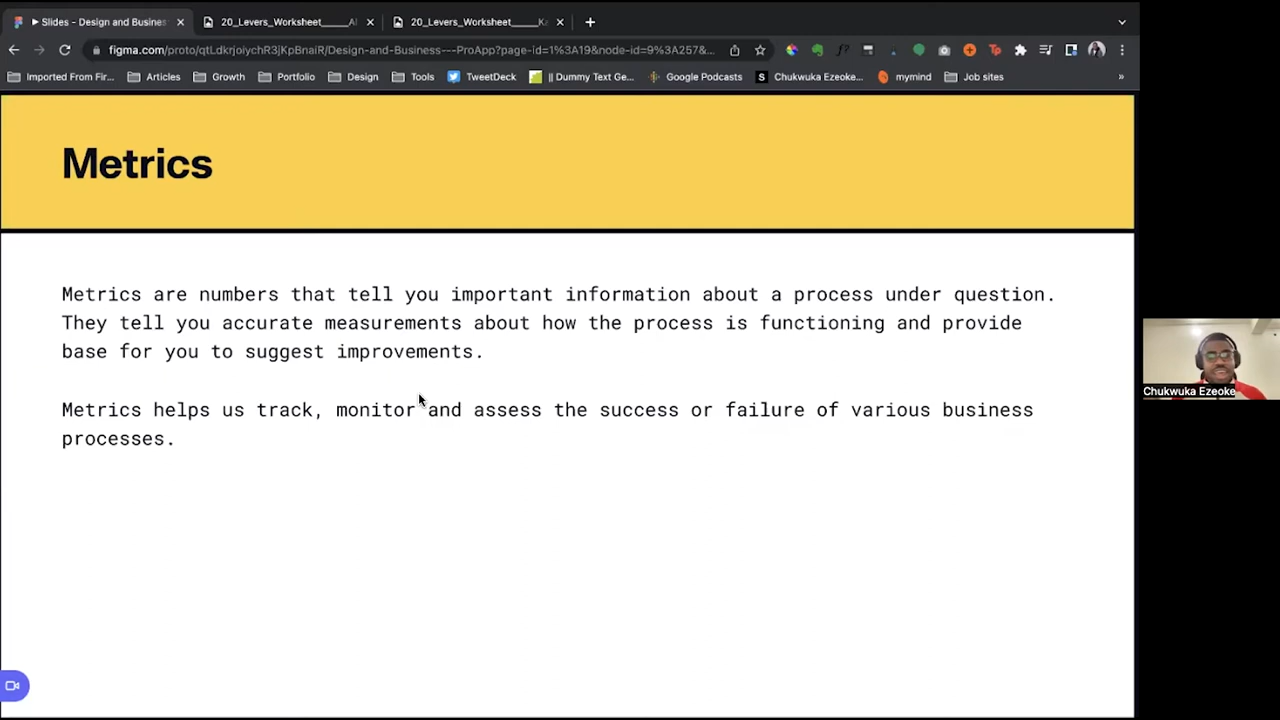 Slides - Design and Busines
20_Levers_Worksheet_____A
20_Levers_Worksheet_____K
figma.com/proto/qtLdkrjoiychR3jKpBnaiR/Design-and-Business---ProApp?page-id=1%3A19&node-id=9%3A257&...
Imported From Fir...
Articles
Growth
Portfolio
Design
Tools
TweetDeck
|| Dummy Text Ge...
Google Podcasts
Chukwuka Ezeoke...
mymind
Job sites
»
Metrics
Metrics are numbers that tell you important information about a process under question.
They tell you accurate measurements about how the process is functioning and provide
base for you to suggest improvements.
Metrics helps us track, monitor and assess the success or failure of various business
processes.
Chukwuka Ezeoke